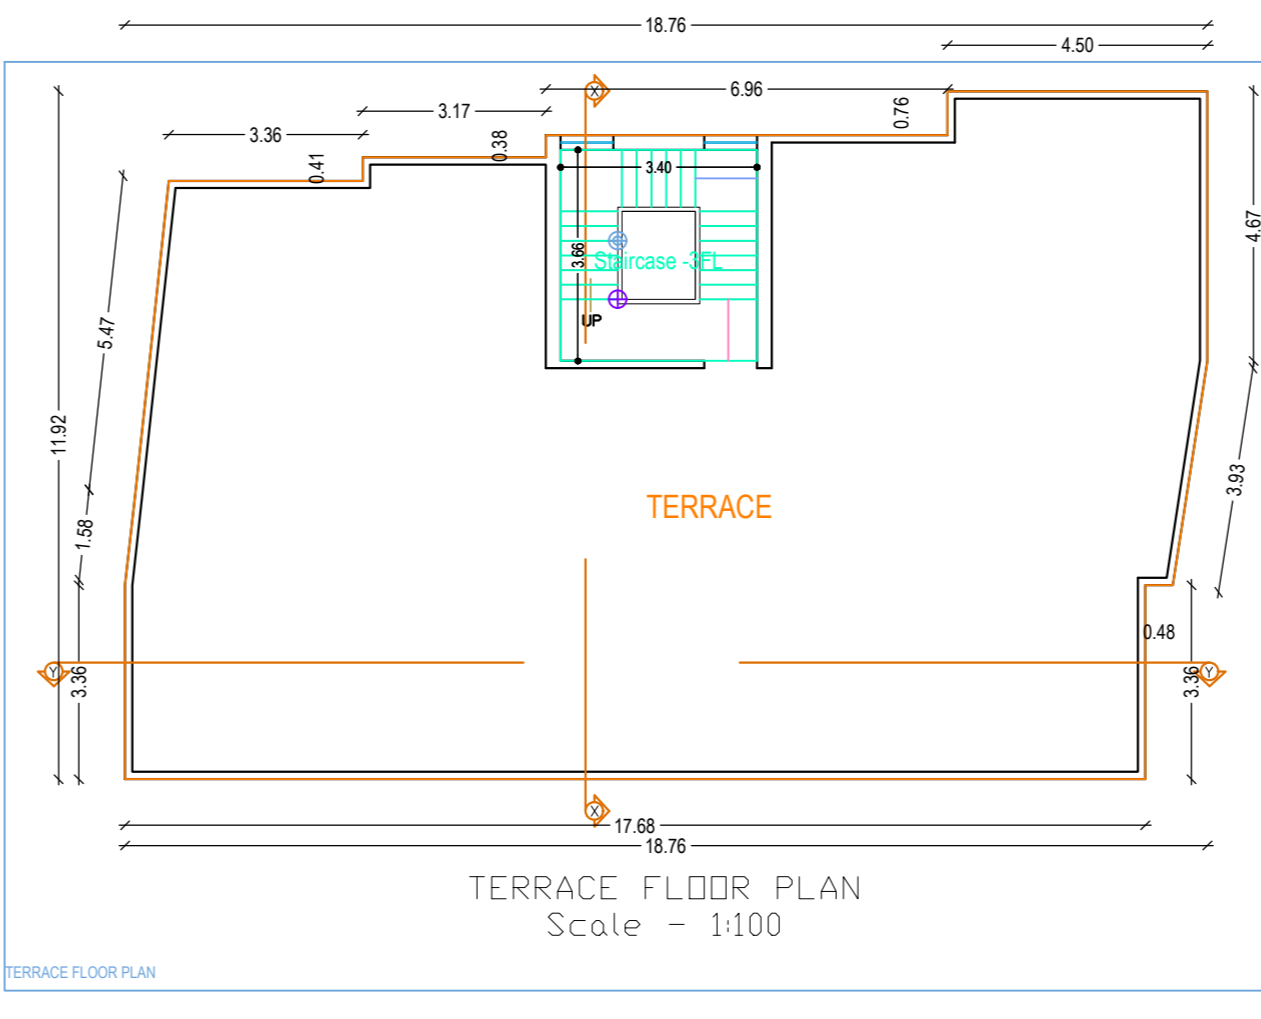 18.76
4.50
X
6.96
3.17
0.76
3.36
0.38
0.41
3.40
4.67
3.66
Staircase -3FL
UP
5.47
11.92
3.93
TERRACE
1.58
0.48
Y
3.36
3.36
Y
X
17.68
18.76
TERRACE FLOOR PLAN
Scale - 1:100
TERRACE FLOOR PLAN